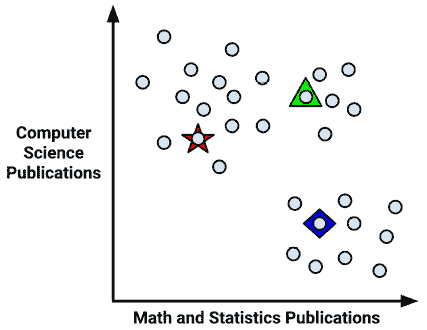 Computer
Science
Publications
Math and Statistics Publications